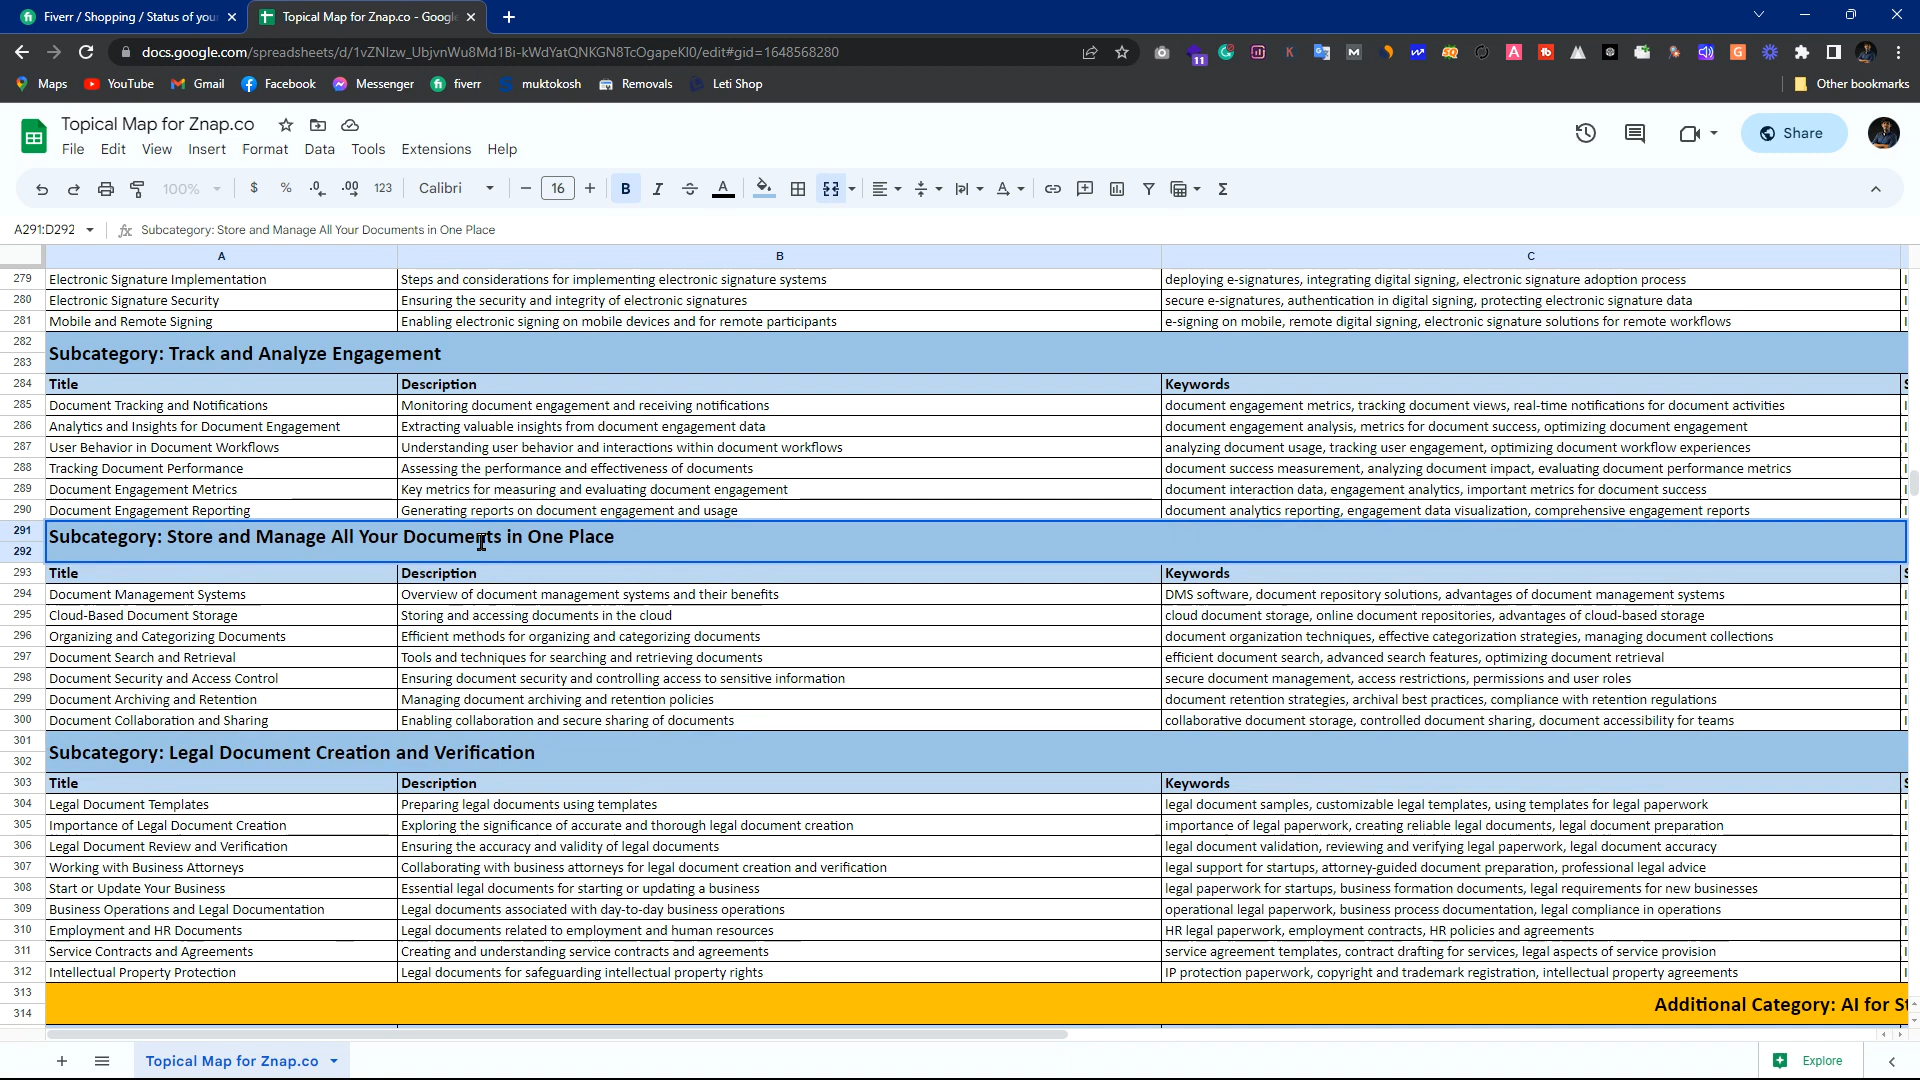 Fiverr / Shopping / Status of your
Topical Map for Znap.co - Google
docs.google.com/spreadsheets/d/1vZNIzw_UbjvnWu8Md1Bi-kWdYatQNKGN8TcOgapeKI0/edit#gid=1648568280
11
Maps YouTube Gmail Facebook Messenger fiverr muktokosh Removals Leti Shop Other bookmarks
Topical Map for Znap.co
File Edit View Insert Format Data Tools Extensions Help
Share
100% $ % .0 .00 123 Calibri 16 B I A
A291:D292 fx Subcategory: Store and Manage All Your Documents in One Place
A B C
279 Electronic Signature Implementation Steps and considerations for implementing electronic signature systems deploying e-signatures, integrating digital signing, electronic signature adoption process
280 Electronic Signature Security Ensuring the security and integrity of electronic signatures secure e-signatures, authentication in digital signing, protecting electronic signature data
281 Mobile and Remote Signing Enabling electronic signing on mobile devices and for remote participants e-signing on mobile, remote digital signing, electronic signature solutions for remote workflows
282
Subcategory: Track and Analyze Engagement
283
284 Title Description Keywords
285 Document Tracking and Notifications Monitoring document engagement and receiving notifications document engagement metrics, tracking document views, real-time notifications for document activities
286 Analytics and Insights for Document Engagement Extracting valuable insights from document engagement data document engagement analysis, metrics for document success, optimizing document engagement
287 User Behavior in Document Workflows Understanding user behavior and interactions within document workflows analyzing document usage, tracking user engagement, optimizing document workflow experiences
288 Tracking Document Performance Assessing the performance and effectiveness of documents document success measurement, analyzing document impact, evaluating document performance metrics
289 Document Engagement Metrics Key metrics for measuring and evaluating document engagement document interaction data, engagement analytics, important metrics for document success
290 Document Engagement Reporting Generating reports on document engagement and usage document analytics reporting, engagement data visualization, comprehensive engagement reports
291
Subcategory: Store and Manage All Your Documents in One Place
292
293 Title Description Keywords
294 Document Management Systems Overview of document management systems and their benefits DMS software, document repository solutions, advantages of document management systems
295 Cloud-Based Document Storage Storing and accessing documents in the cloud cloud document storage, online document repositories, advantages of cloud-based storage
296 Organizing and Categorizing Documents Efficient methods for organizing and categorizing documents document organization techniques, effective categorization strategies, managing document collections
297 Document Search and Retrieval Tools and techniques for searching and retrieving documents efficient document search, advanced search features, optimizing document retrieval
298 Document Security and Access Control Ensuring document security and controlling access to sensitive information secure document management, access restrictions, permissions and user roles
299 Document Archiving and Retention Managing document archiving and retention policies document retention strategies, archival best practices, compliance with retention regulations
300 Document Collaboration and Sharing Enabling collaboration and secure sharing of documents collaborative document storage, controlled document sharing, document accessibility for teams
301
Subcategory: Legal Document Creation and Verification
302
303 Title Description Keywords
304 Legal Document Templates Preparing legal documents using templates legal document samples, customizable legal templates, using templates for legal paperwork
305 Importance of Legal Document Creation Exploring the significance of accurate and thorough legal document creation importance of legal paperwork, creating reliable legal documents, legal document preparation
306 Legal Document Review and Verification Ensuring the accuracy and validity of legal documents legal document validation, reviewing and verifying legal paperwork, legal document accuracy
307 Working with Business Attorneys Collaborating with business attorneys for legal document creation and verification legal support for startups, attorney-guided document preparation, professional legal advice
308 Start or Update Your Business Essential legal documents for starting or updating a business legal paperwork for startups, business formation documents, legal requirements for new businesses
309 Business Operations and Legal Documentation Legal documents associated with day-to-day business operations operational legal paperwork, business process documentation, legal compliance in operations
310 Employment and HR Documents Legal documents related to employment and human resources HR legal paperwork, employment contracts, HR policies and agreements
311 Service Contracts and Agreements Creating and understanding service contracts and agreements service agreement templates, contract drafting for services, legal aspects of service provision
312 Intellectual Property Protection Legal documents for safeguarding intellectual property rights IP protection paperwork, copyright and trademark registration, intellectual property agreements
313
Additional Category: AI for St
314
Topical Map for Znap.co
Explore